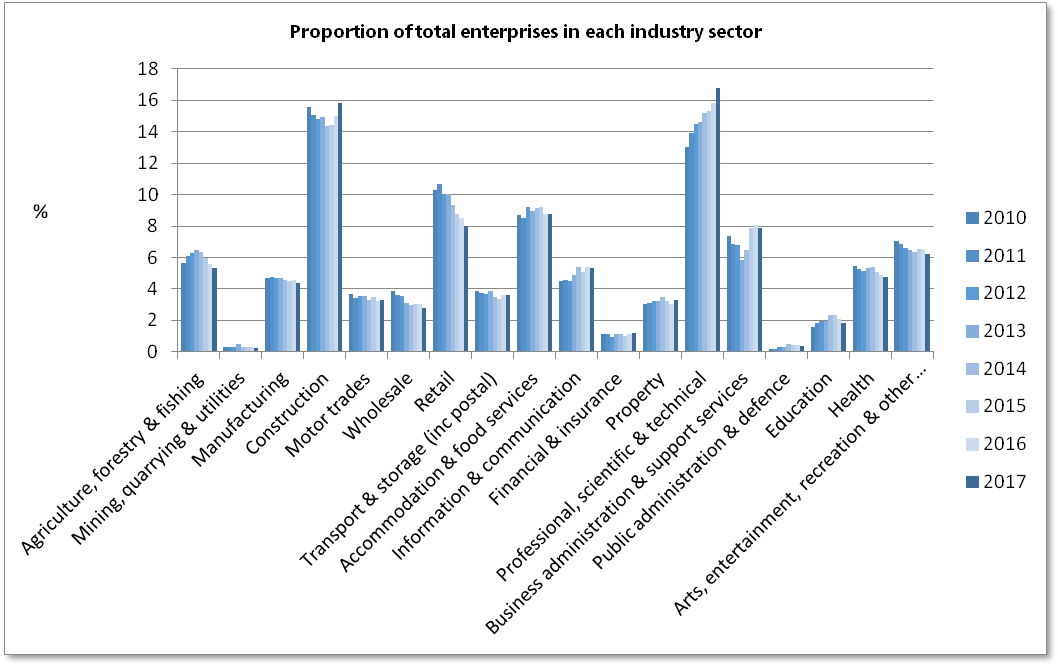 Proportion of total enterprises in each industry sector
18
16
14
12
10
8
6
4
2
0
%
Agriculture, forestry & fishing
Mining, quarrying & utilities
Manufacturing
Construction
Motor trades
Wholesale
Retail
Transport & storage (inc postal)
Accommodation & food services
Information & communication
Financial & insurance
Property
Professional, scientific & technical
Business administration & support services
Public administration & defence
Education
Health
Arts, entertainment, recreation & other...
2010
2011
2012
2013
2014
2015
2016
2017